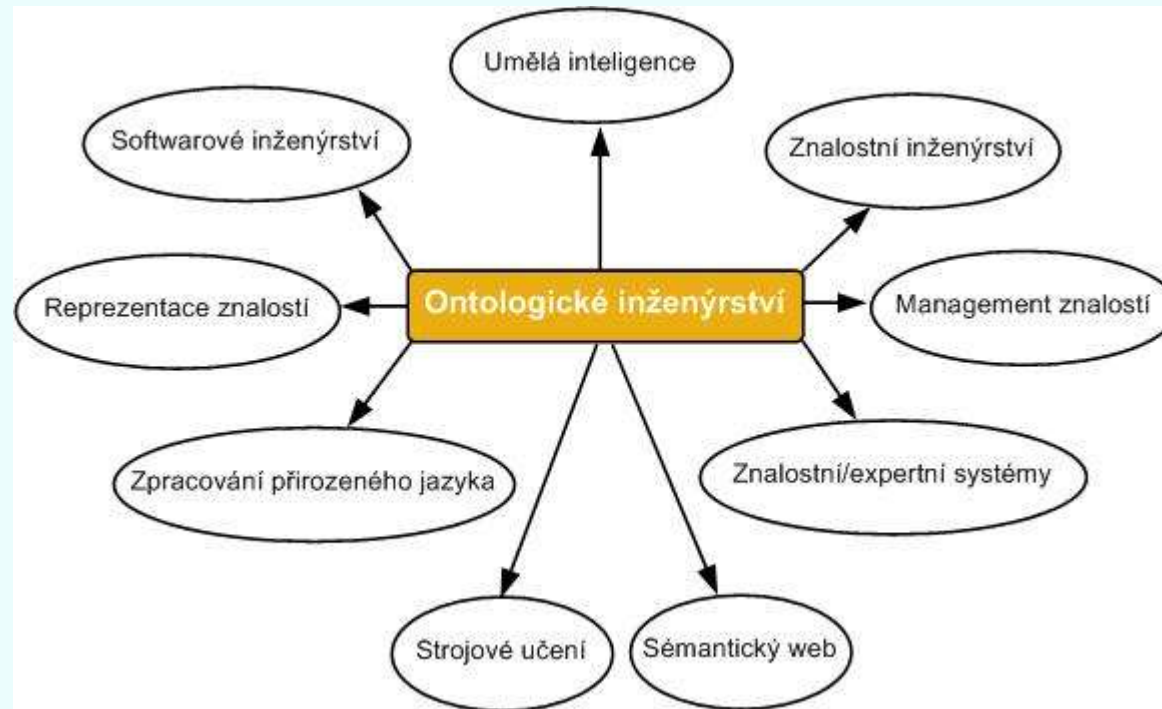 Umělá inteligence
Softwarové inženýrství
Znalostní inženýrství
Reprezentace znalostí
Ontologické inženýrství
Management znalostí
Zpracování přirozeného jazyka
Znalostní/expertní systémy
Strojové učení
Sémantický web